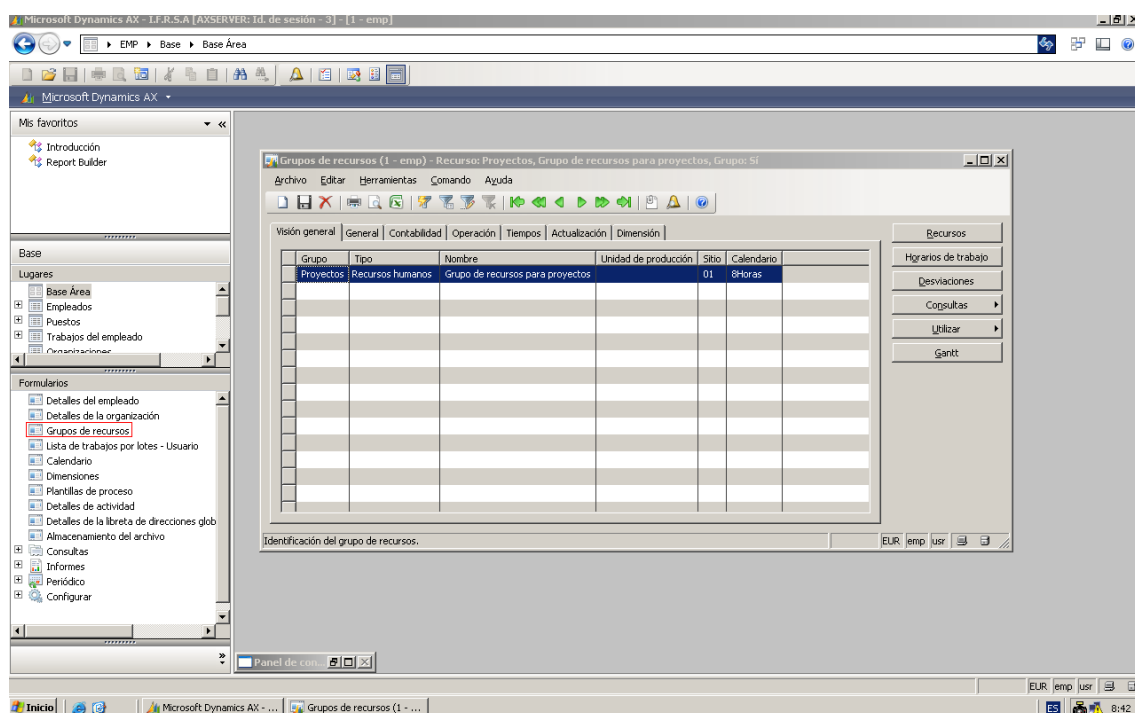 Microsoft Dynamics AX - I.F.R.S.A [AXSERVER: Id. de sesión - 3] - [1 - emp]
EMP Base Base Área
Microsoft Dynamics AX
Mis favoritos
Introducción
Report Builder
Base
Lugares
Base Área
Empleados
Puestos
Trabajos del empleado
Organizaciones
Formularios
Detalles del empleado
Detalles de la organización
Grupos de recursos
Lista de trabajos por lotes - Usuario
Calendario
Dimensiones
Plantillas de proceso
Detalles de actividad
Detalles de la libreta de direcciones glob
Almacenamiento del archivo
Consultas
Informes
Periódico
Configurar
Grupos de recursos (1 - emp) - Recurso: Proyectos, Grupo de recursos para proyectos, Grupo: Sí
Archivo Editar Herramientas Comando Ayuda
Visión general General Contabilidad Operación Tiempos Actualización Dimensión
Grupo Tipo Nombre Unidad de producción Sitio Calendario
Proyectos Recursos humanos Grupo de recursos para proyectos 01 8Horas
Recursos
Horarios de trabajo
Desviaciones
Consultas
Utilizar
Gantt
Identificación del grupo de recursos. EUR emp usr
Panel de con...
EUR emp usr
Inicio Microsoft Dynamics AX - ... Grupos de recursos (1 - ... ES 8:42